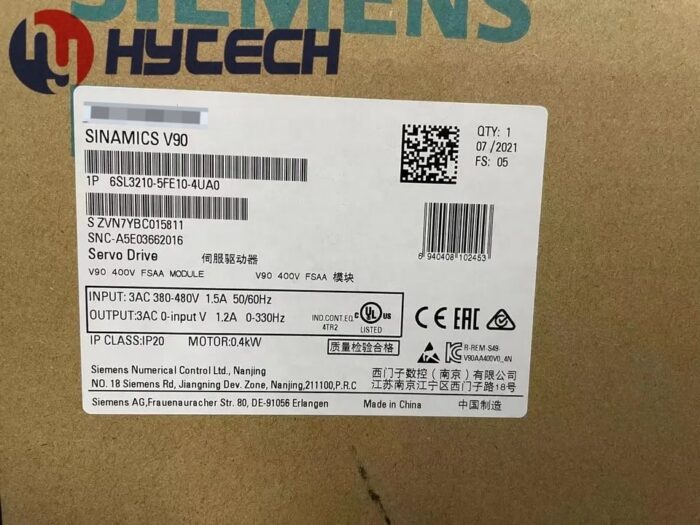 SIEMENS
HYTECH
SINAMICS V90
QTY: 1
07/2021
FS: 05
1P 6SL3210-5FE10-4UA0
S ZVN7YBC015811
SNC-A5E03662016
Servo Drive 伺服驱动器
V90 400V FSAA MODULE V90 400V FSAA 模块
6 940408 102453
INPUT: 3AC 380-480V 1.5A 50/60Hz
OUTPUT:3AC 0-input V 1.2A 0-330Hz
IND.CONT.EQ.
4TR2
c UL us
LISTED
CE EAC
IP CLASS:IP20 MOTOR:0.4kW
质量检验合格
R-REM-S49-
V90AA400V0_4N
Siemens Numerical Control Ltd., Nanjing
西门子数控（南京）有限公司
NO. 18 Siemens Rd, Jiangning Dev. Zone, Nanjing,211100,P.R.C
江苏南京江宁区西门子路18号
Siemens AG,Frauenauracher Str. 80, DE-91056 Erlangen
Made in China 中国制造